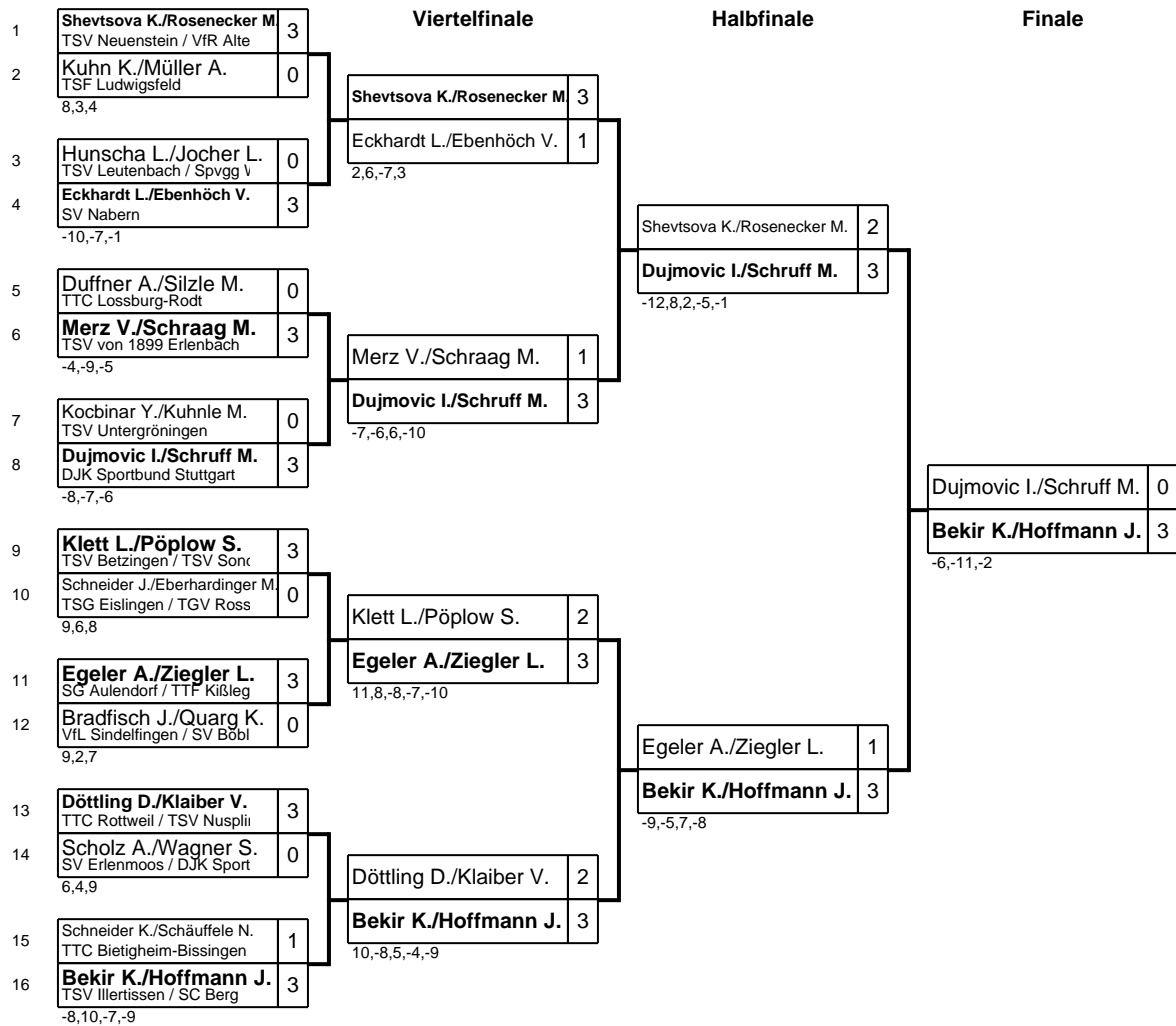 Viertelfinale
Halbfinale
Finale
1
Shevtsova K./Rosenecker M.
3
TSV Neuenstein / VfR Alte
2
Kuhn K./Müller A.
0
TSF Ludwigsfeld
8,3,4
3
Hunscha L./Jocher L.
0
TSV Leutenbach / Spvgg
4
Eckhardt L./Ebenhöch V.
3
SV Nabern
-10,-7,-1
5
Duffner A./Silzle M.
0
TTC Lossburg-Rodt
6
Merz V./Schraag M.
3
TSV von 1899 Erlenbach
-4,-9,-5
7
Kocbinar Y./Kuhnle M.
0
TSV Untergröningen
8
Dujmovic I./Schruff M.
3
DJK Sportbund Stuttgart
-8,-7,-6
9
Klett L./Pöplow S.
3
TSV Betzingen / TSV Sond
10
Schneider J./Eberhardinger M.
0
TSG Eislingen / TGV Ross
9,6,8
11
Egeler A./Ziegler L.
3
SG Aulendorf / TTF Kißleg
12
Bradfisch J./Quarg K.
0
VfL Sindelfingen / SV Böbl
9,2,7
13
Döttling D./Klaiber V.
3
TTC Rottweil / TSV Nuspli
14
Scholz A./Wagner S.
0
SV Erlenmoos / DJK Sport
6,4,9
15
Schneider K./Schäuffele N.
1
TTC Bietigheim-Bissingen
16
Bekir K./Hoffmann J.
3
TSV Illertissen / SC Berg
-8,10,-7,-9
Shevtsova K./Rosenecker M.
3
Eckhardt L./Ebenhöch V.
1
2,6,-7,3
Merz V./Schraag M.
1
Dujmovic I./Schruff M.
3
-7,-6,6,-10
Klett L./Pöplow S.
2
Egeler A./Ziegler L.
3
11,8,-8,-7,-10
Döttling D./Klaiber V.
2
Bekir K./Hoffmann J.
3
10,-8,5,-4,-9
Shevtsova K./Rosenecker M.
2
Dujmovic I./Schruff M.
3
-12,8,2,-5,-1
Egeler A./Ziegler L.
1
Bekir K./Hoffmann J.
3
-9,-5,7,-8
Dujmovic I./Schruff M.
0
Bekir K./Hoffmann J.
3
-6,-11,-2